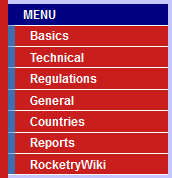 MENU
Basics
Technical
Regulations
General
Countries
Reports
RocketryWiki